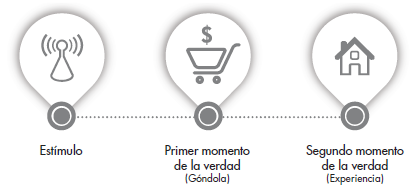 $
Estímulo
Primer momento
de la verdad
(Góndola)
Segundo momento
de la verdad
(Experiencia)